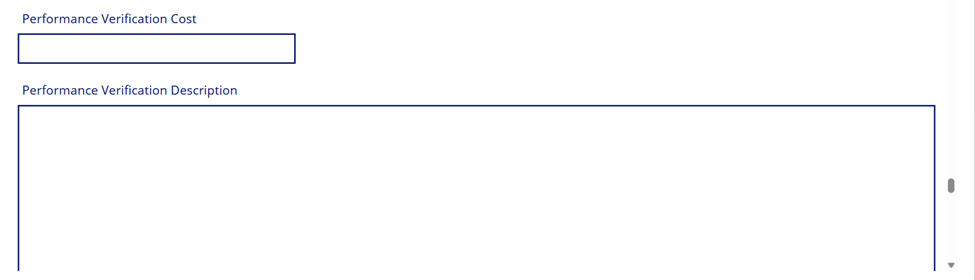 Performance Verification Cost
Performance Verification Description